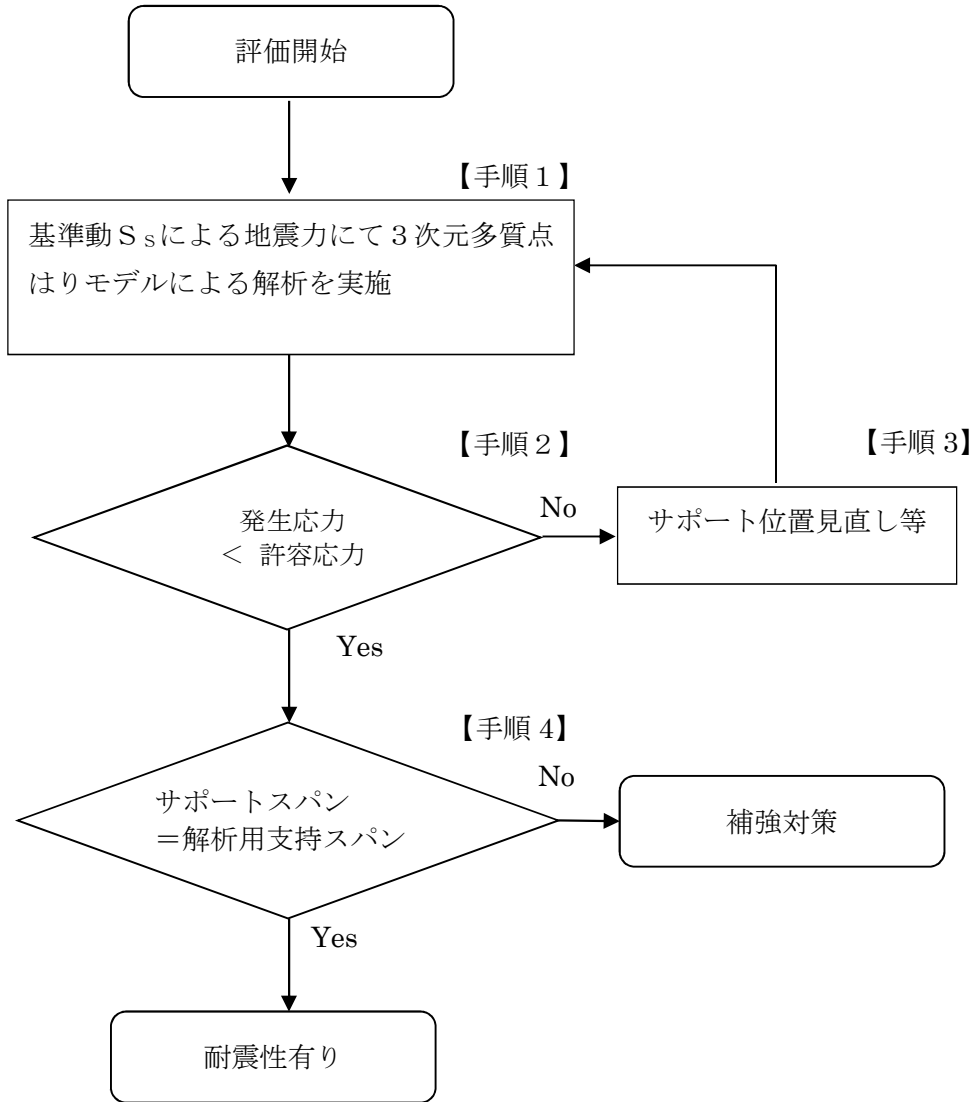 評価開始
【手順１】
基準動Ｓｓによる地震力にて３次元多質点
はりモデルによる解析を実施
【手順２】
発生応力
＜ 許容応力
No
【手順 3】
サポート位置見直し等
Yes
【手順 4】
サポートスパン
＝解析用支持スパン
No
補強対策
Yes
耐震性有り